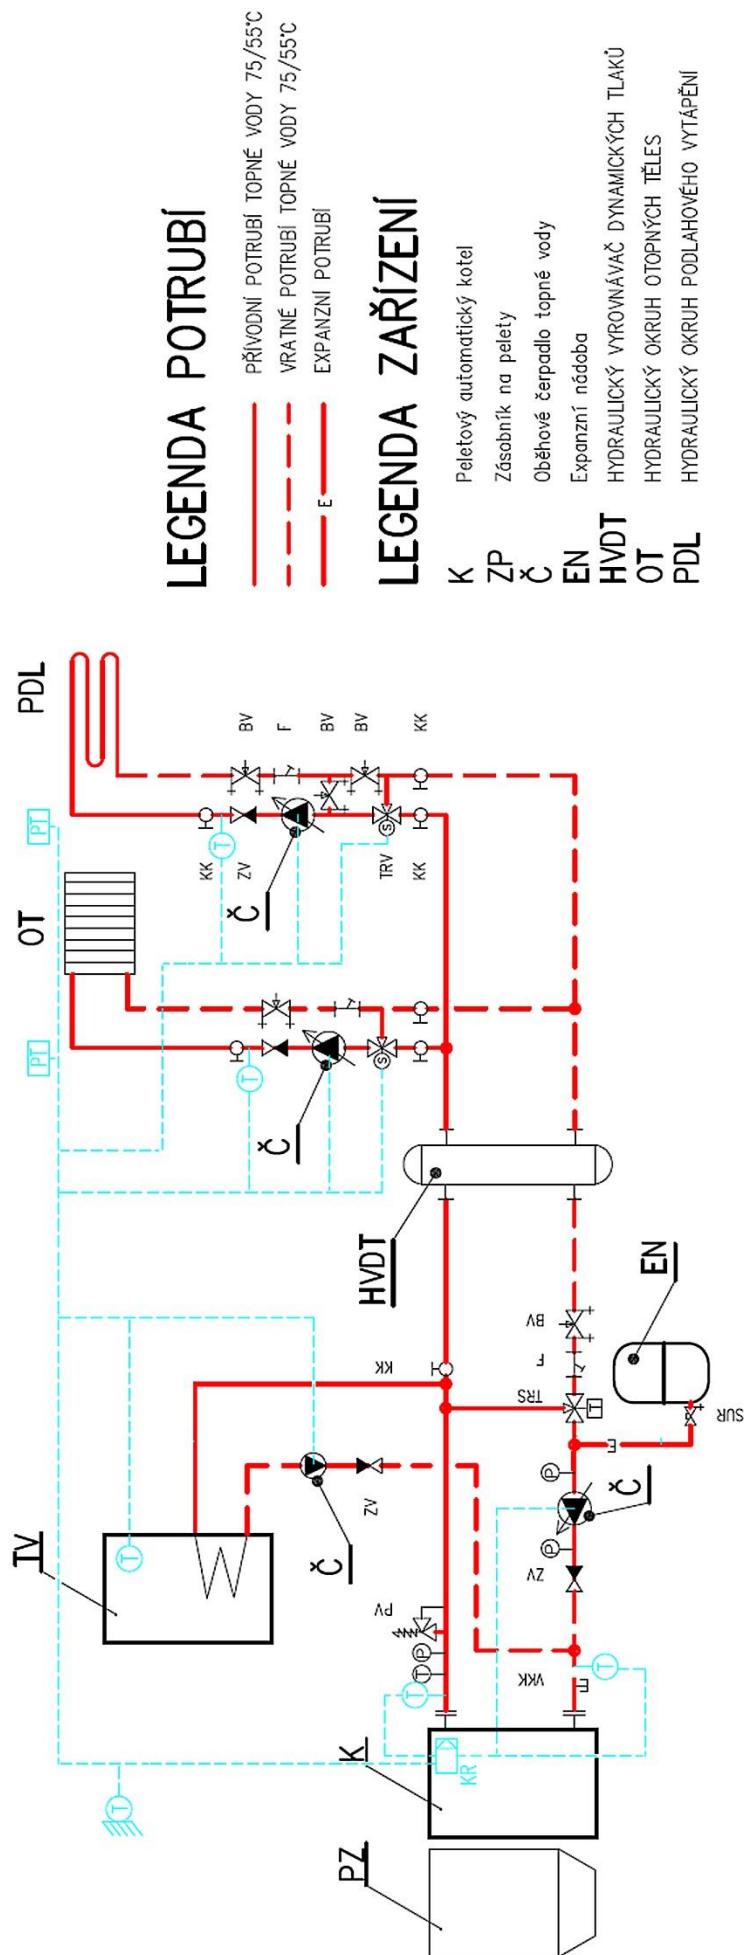 PZ
K
KR
T
TV
T
T
T
P
PV
VKK
E
T
ZV
P
Č
P
E
SUR
EN
TRS
F
BV
ZV
Č
KK
HVDT
Č
T
S
PT
OT
Č
T
S
KK
ZV
TRV
KK
BV
F
BV
BV
KK
PT
PDL
LEGENDA POTRUBÍ
PŘÍVODNÍ POTRUBÍ TOPNÉ VODY 75/55°C
VRATNÉ POTRUBÍ TOPNÉ VODY 75/55°C
E EXPANZNÍ POTRUBÍ
LEGENDA ZAŘÍZENÍ
K Peletový automatický kotel
ZP Zásobník na pelety
Č Oběhové čerpadlo topné vody
EN Expanzní nádoba
HVDT HYDRAULICKÝ VYROVNÁVAČ DYNAMICKÝCH TLAKŮ
OT HYDRAULICKÝ OKRUH OTOPNÝCH TĚLES
PDL HYDRAULICKÝ OKRUH PODLAHOVÉHO VYTÁPĚNÍ